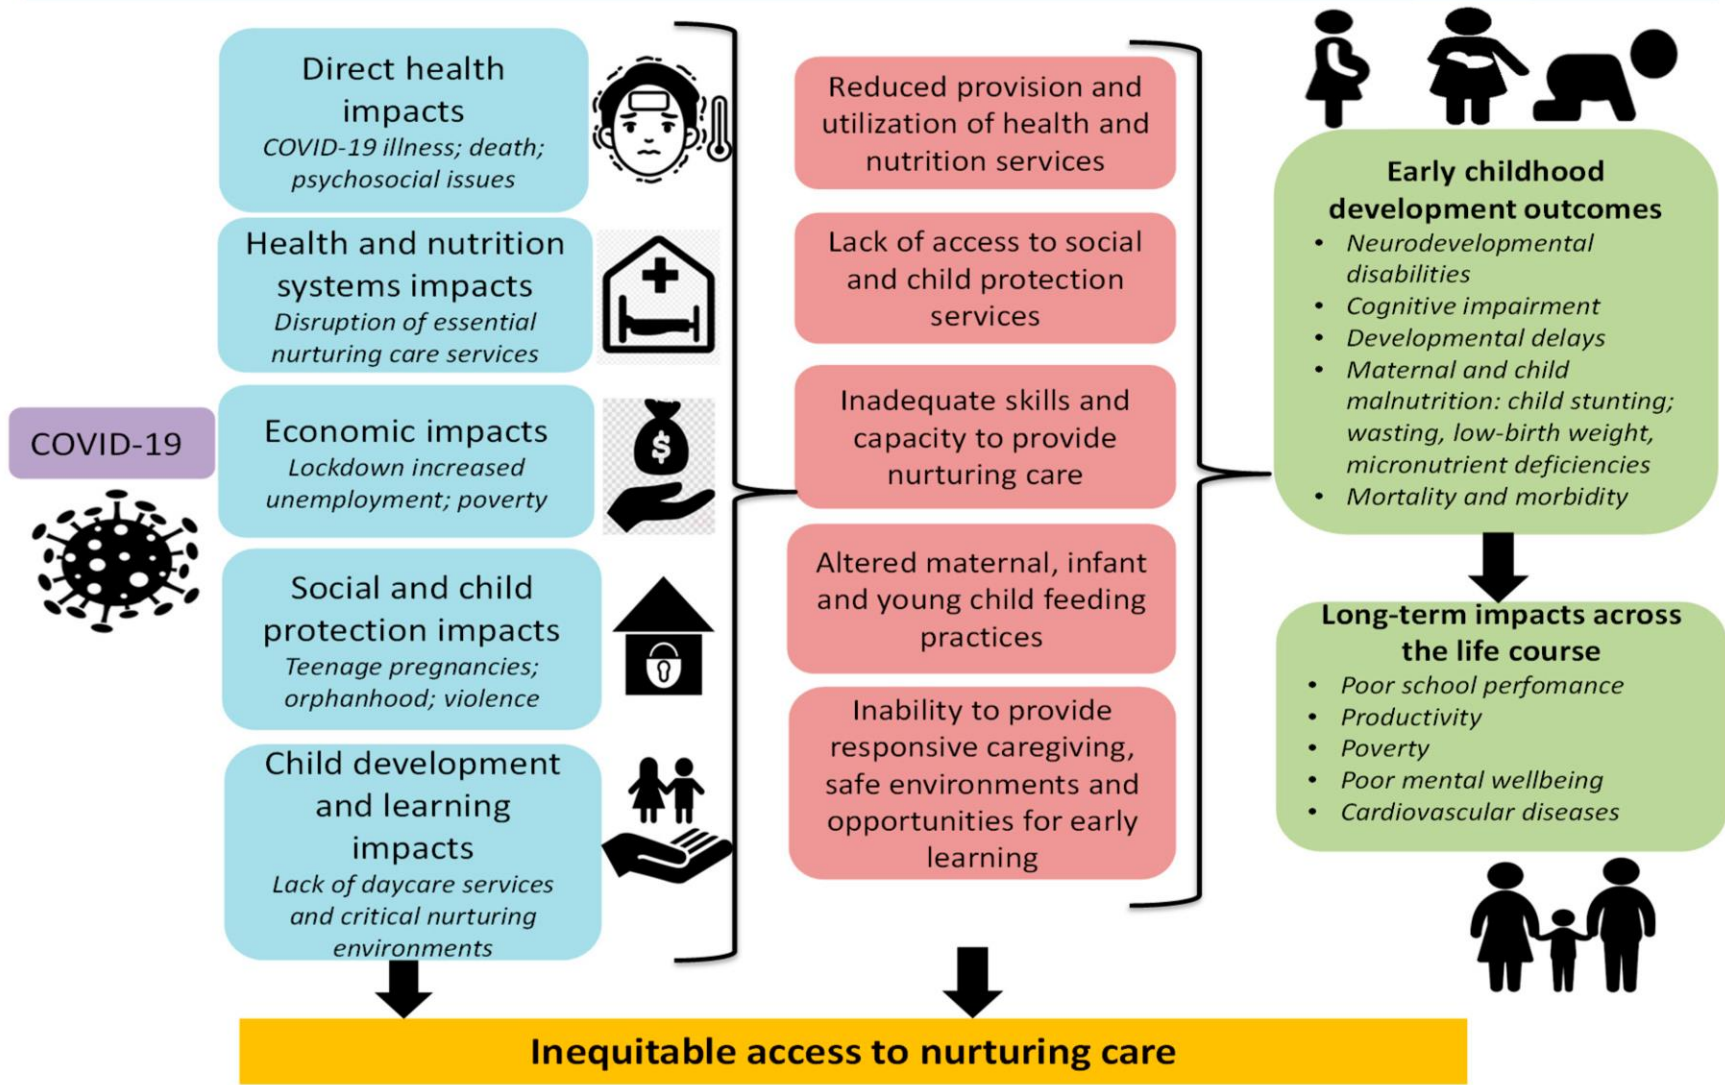 COVID-19
Direct health
impacts
COVID-19 illness; death;
psychosocial issues
Health and nutrition
systems impacts
Disruption of essential
nurturing care services
Economic impacts
Lockdown increased
unemployment; poverty
$
Social and child
protection impacts
Teenage pregnancies;
orphanhood; violence
Child development
and learning
impacts
Lack of daycare services
and critical nurturing
environments
Reduced provision and
utilization of health and
nutrition services
Lack of access to social
and child protection
services
Inadequate skills and
capacity to provide
nurturing care
Altered maternal, infant
and young child feeding
practices
Inability to provide
responsive caregiving,
safe environments and
opportunities for early
learning
Early childhood
development outcomes
• Neurodevelopmental
disabilities
• Cognitive impairment
• Developmental delays
• Maternal and child
malnutrition: child stunting;
wasting, low-birth weight,
micronutrient deficiencies
• Mortality and morbidity
Long-term impacts across
the life course
• Poor school perfomance
• Productivity
• Poverty
• Poor mental wellbeing
• Cardiovascular diseases
Inequitable access to nurturing care